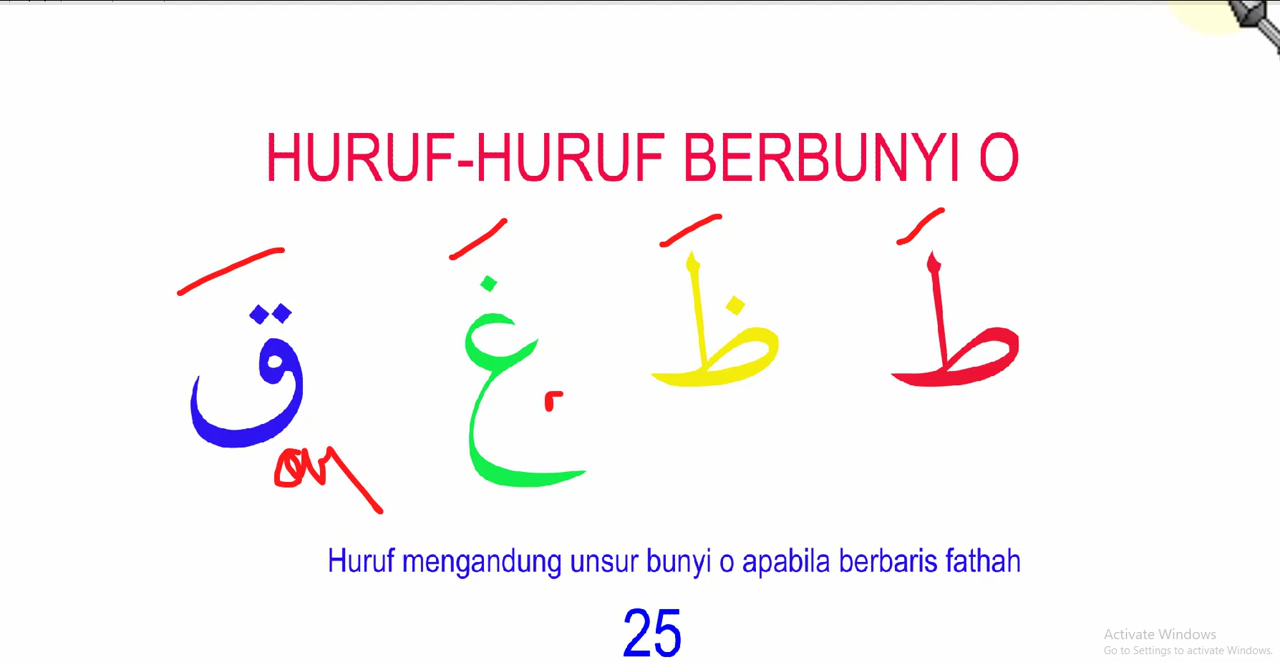 HURUF-HURUF BERBUNYI O
طَ ظَ غَ قَ
Huruf mengandung unsur bunyi o apabila berbaris fathah
25
Activate Windows
Go to Settings to activate Windows.